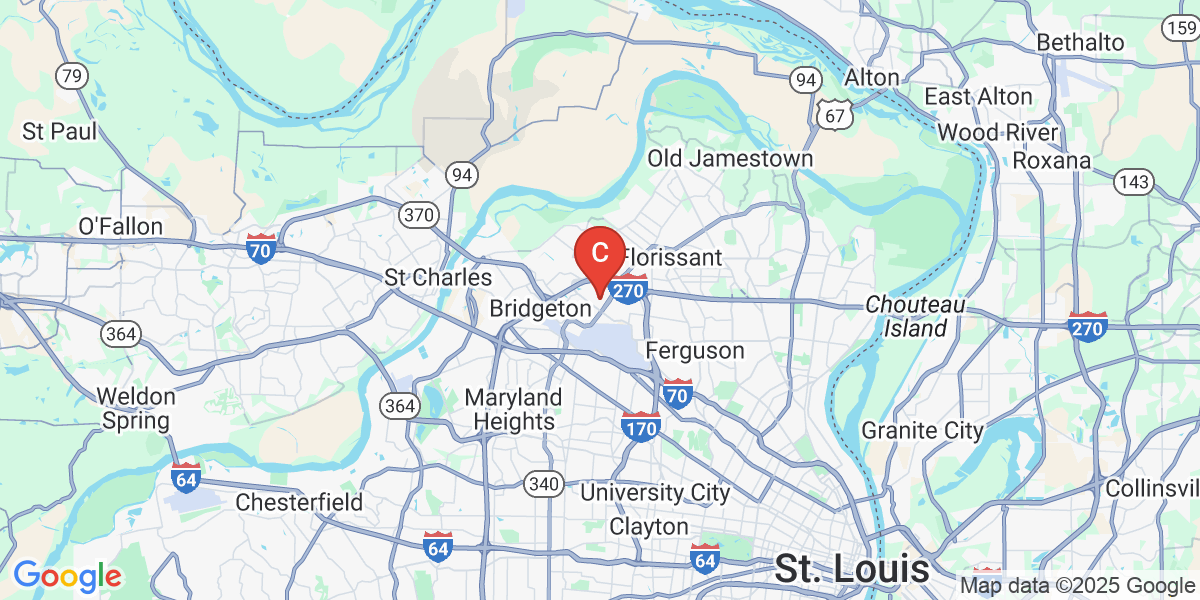 159
Bethalto
79
94
Alton
67
East Alton
St Paul
Wood River
Old Jamestown
Roxana
94
143
370
O'Fallon
70
C
Florissant
St Charles
270
Bridgeton
Chouteau
Island
270
364
Ferguson
Weldon
Spring
Maryland
Heights
70
364
170
Granite City
64
340
University City
Collinsvil
Chesterfield
Clayton
64
64
St. Louis
Google
Map data ©2025 Google